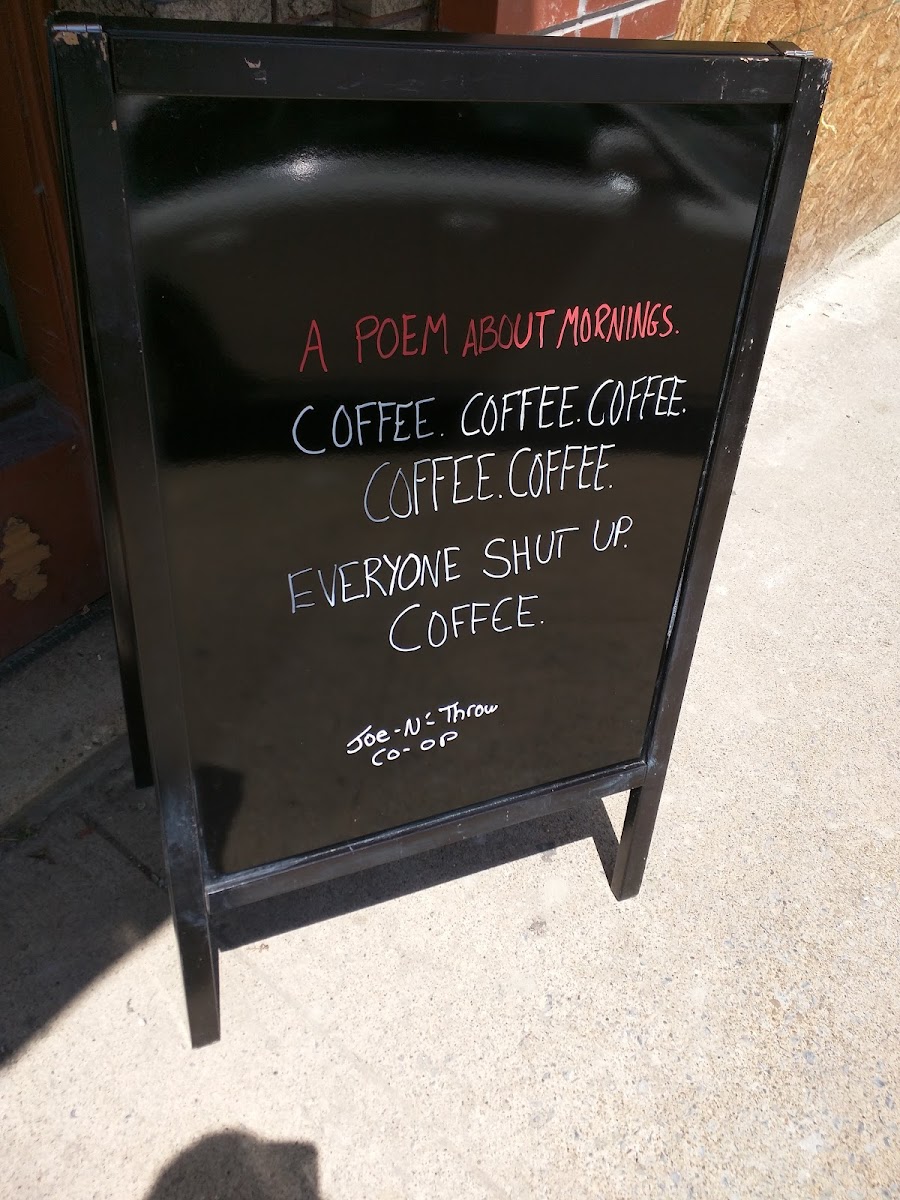 A POEM ABOUT MORNINGS.
COFFEE. COFFEE. COFFEE.
COFFEE. COFFEE.
EVERYONE SHUT UP.
COFFEE.
Joe-N'-Throw
CO-OP